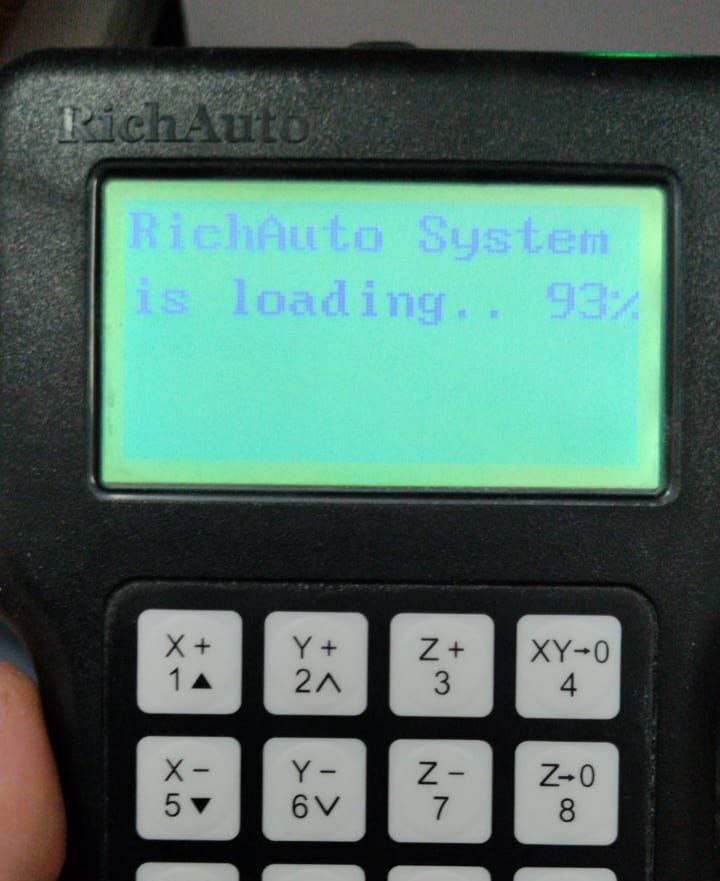 RichAuto
RichAuto System
is loading.. 93%
X+ Y+ Z+ XY→0
1▲ 2∧ 3 4
X- Y- Z- Z→0
5▼ 6∨ 7 8